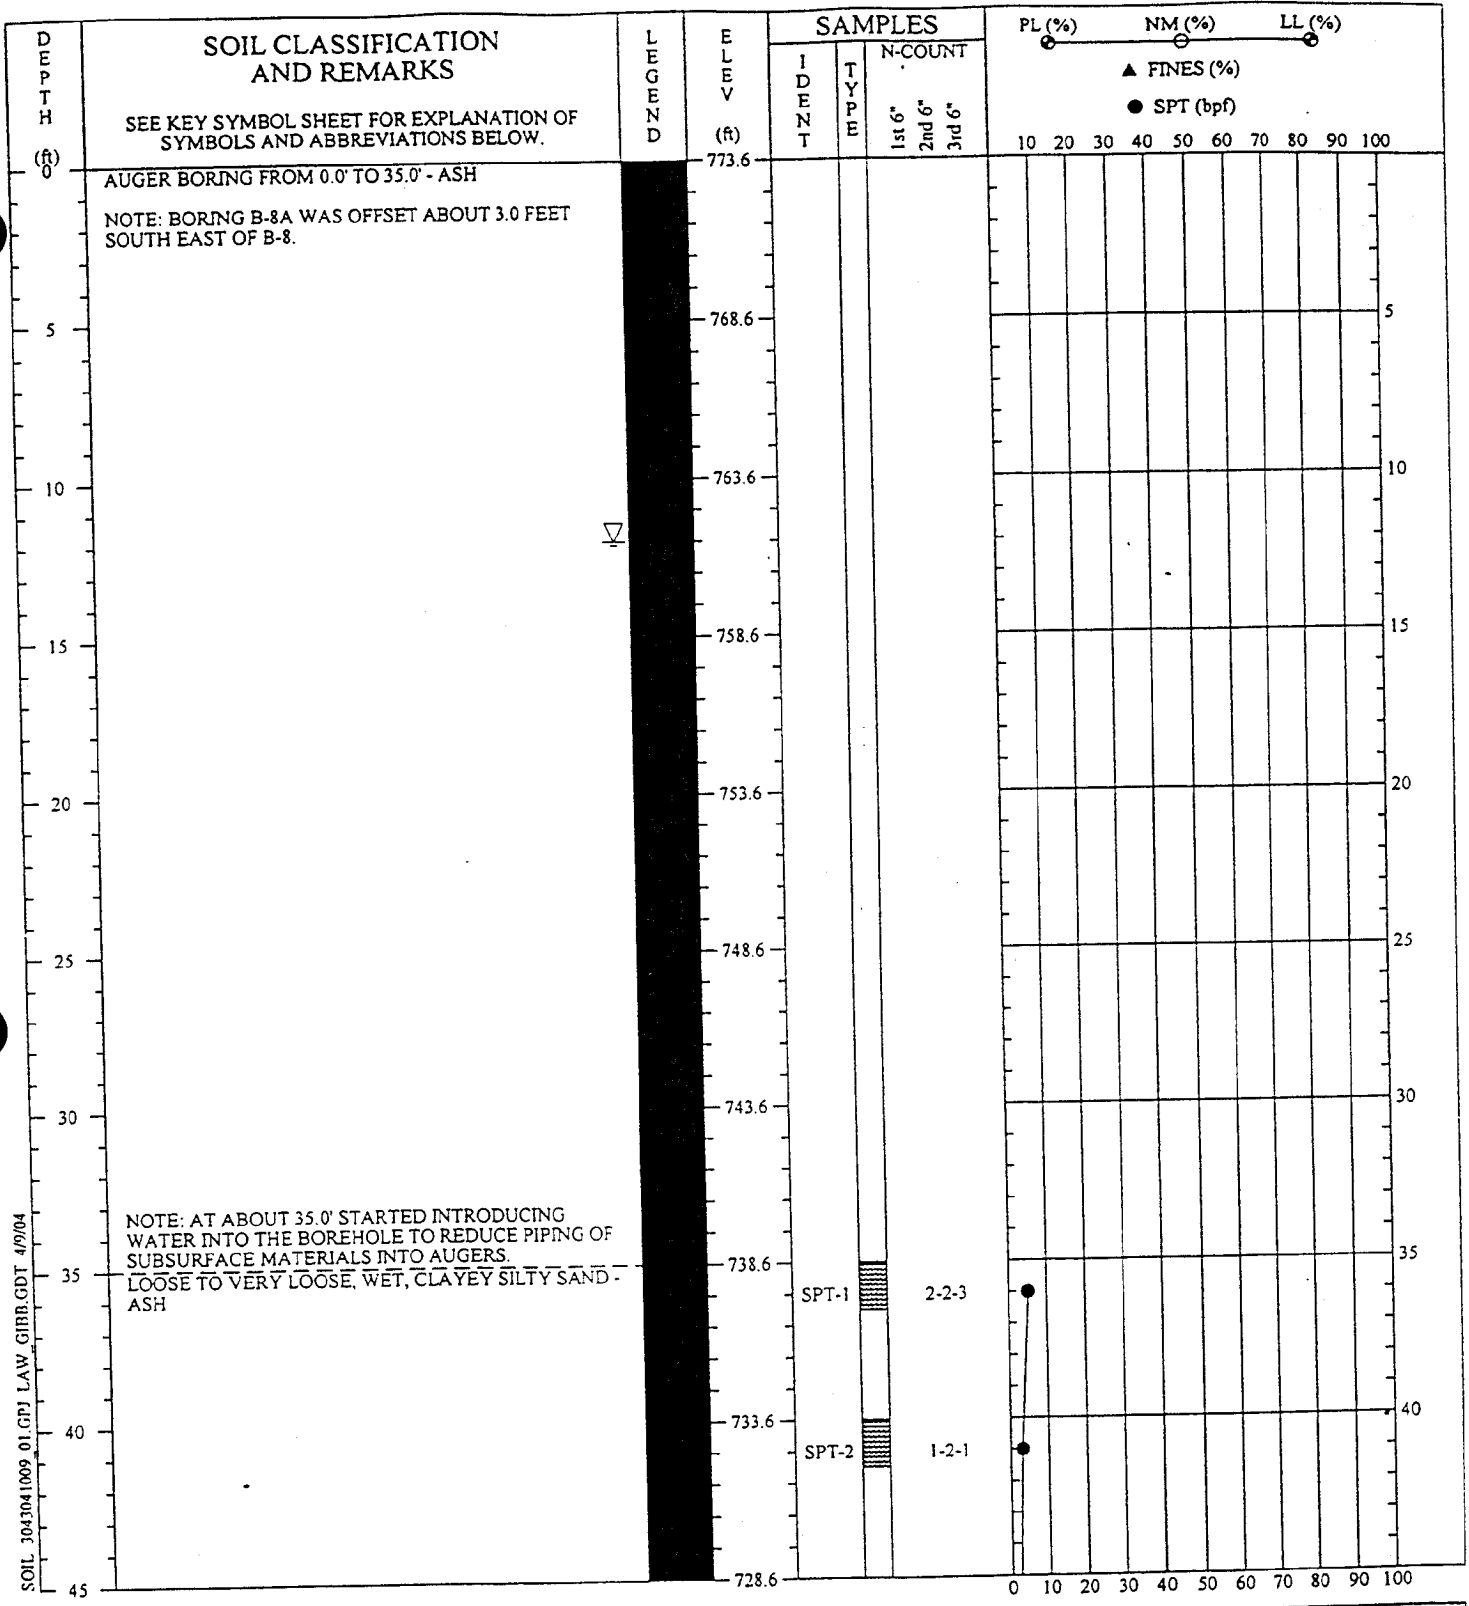 DEPTH
(ft)
SOIL CLASSIFICATION
AND REMARKS
SEE KEY SYMBOL SHEET FOR EXPLANATION OF
SYMBOLS AND ABBREVIATIONS BELOW.
LEGEND
ELEV
(ft)
SAMPLES
IDENT
TYPE
N-COUNT
1st 6"
2nd 6"
3rd 6"
PL (%) NM (%) LL (%)
▲ FINES (%)
● SPT (bpf)
10 20 30 40 50 60 70 80 90 100
0
773.6
AUGER BORING FROM 0.0' TO 35.0' - ASH
NOTE: BORING B-8A WAS OFFSET ABOUT 3.0 FEET
SOUTH EAST OF B-8.
5 768.6 5
10 763.6 10
15 758.6 15
20 753.6 20
25 748.6 25
30 743.6 30
NOTE: AT ABOUT 35.0' STARTED INTRODUCING
WATER INTO THE BOREHOLE TO REDUCE PIPING OF
SUBSURFACE MATERIALS INTO AUGERS.
35 738.6 35
LOOSE TO VERY LOOSE, WET, CLAYEY SILTY SAND -
ASH
SPT-1 2-2-3
40 733.6 40
SPT-2 1-2-1
45 728.6
0 10 20 30 40 50 60 70 80 90 100
SOIL 3043041009_01.GPJ LAW_GIBB.GDT 4/9/04